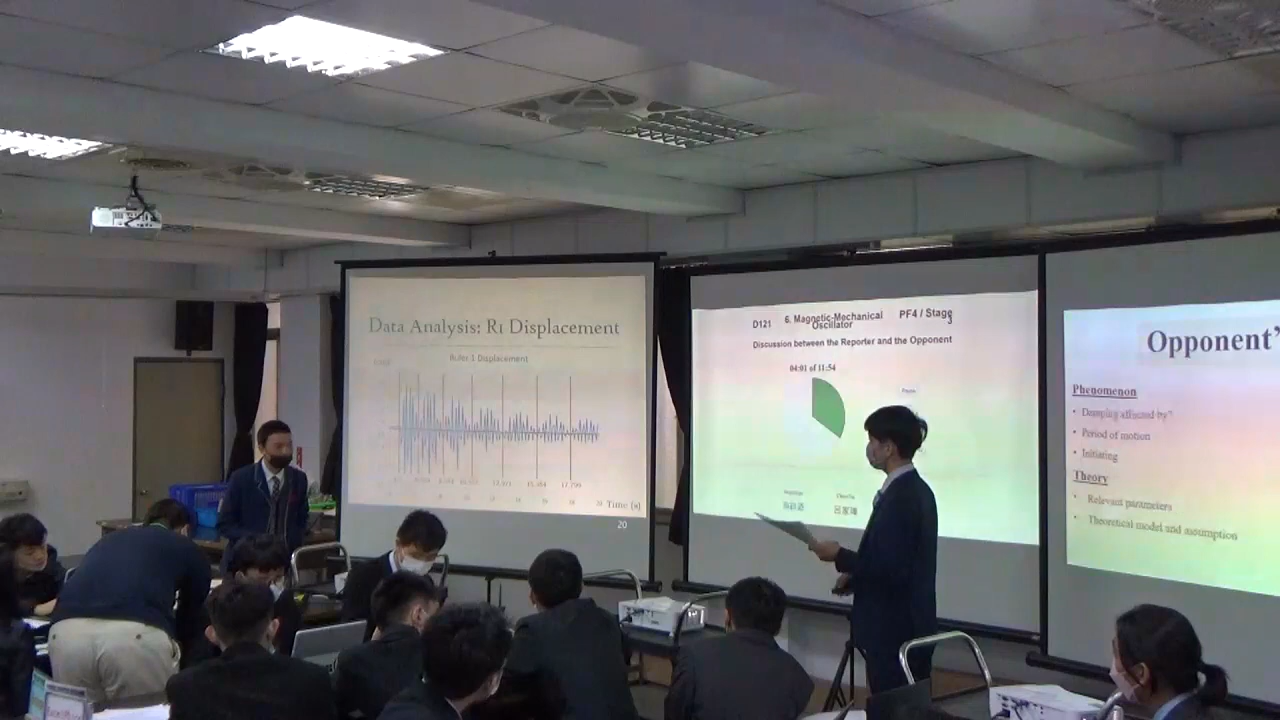 Data Analysis: R1 Displacement
Ruler 1 Displacement
Time [s]
20
D121
6. Magnetic-Mechanical Oscillator
PF4 / Stage 3
Discussion between the Reporter and the Opponent
04:01 of 11:54
Opponent'
Phenomenon
• Damping affected by?
• Period of motion
• Initiating
Theory
• Relevant parameters
• Theoretical model and assumption